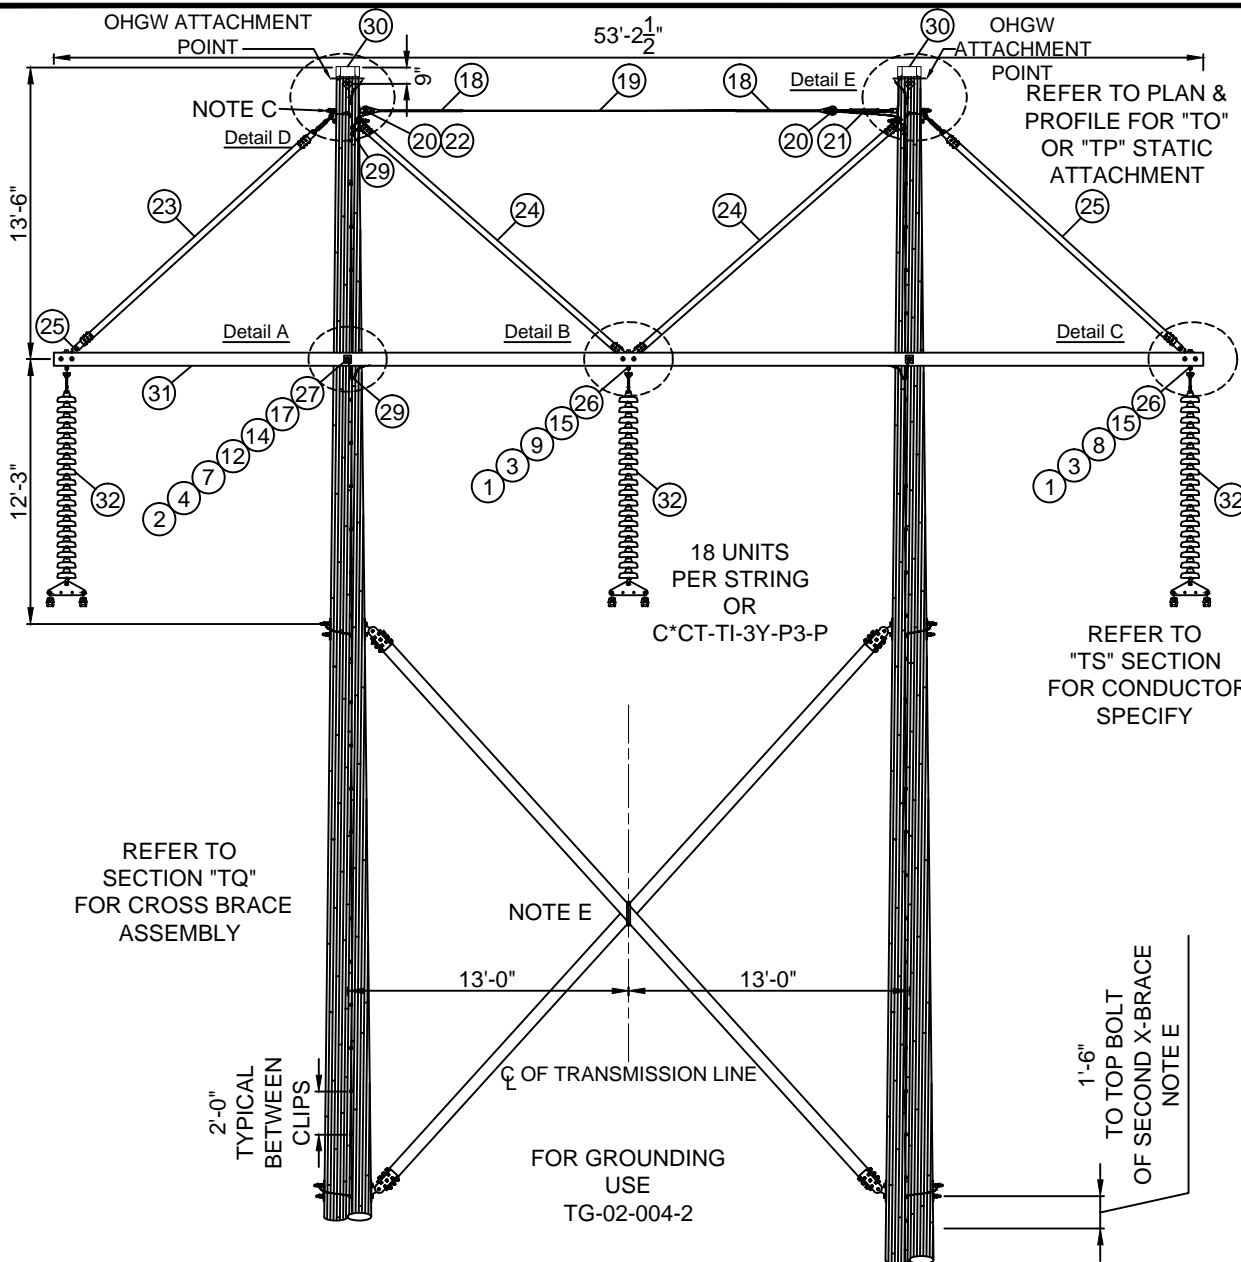 OHGW ATTACHMENT
POINT
30
53'-2 1/2"
30
OHGW
ATTACHMENT
POINT
9"
18
19
18
Detail E
NOTE C
Detail D
20
22
20
21
29
REFER TO PLAN &
PROFILE FOR "TO"
OR "TP" STATIC
ATTACHMENT
13'-6"
23
24
24
25
25
Detail A
Detail B
Detail C
31
27
17
14
12
7
4
2
29
26
15
9
3
1
26
15
8
3
1
32
32
32
12'-3"
18 UNITS
PER STRING
OR
C*CT-TI-3Y-P3-P
REFER TO
"TS" SECTION
FOR CONDUCTOR
SPECIFY
REFER TO
SECTION "TQ"
FOR CROSS BRACE
ASSEMBLY
NOTE E
13'-0"
13'-0"
℄ OF TRANSMISSION LINE
2'-0"
TYPICAL
BETWEEN
CLIPS
1'-6"
TO TOP BOLT
OF SECOND X-BRACE
NOTE E
FOR GROUNDING
USE
TG-02-004-2